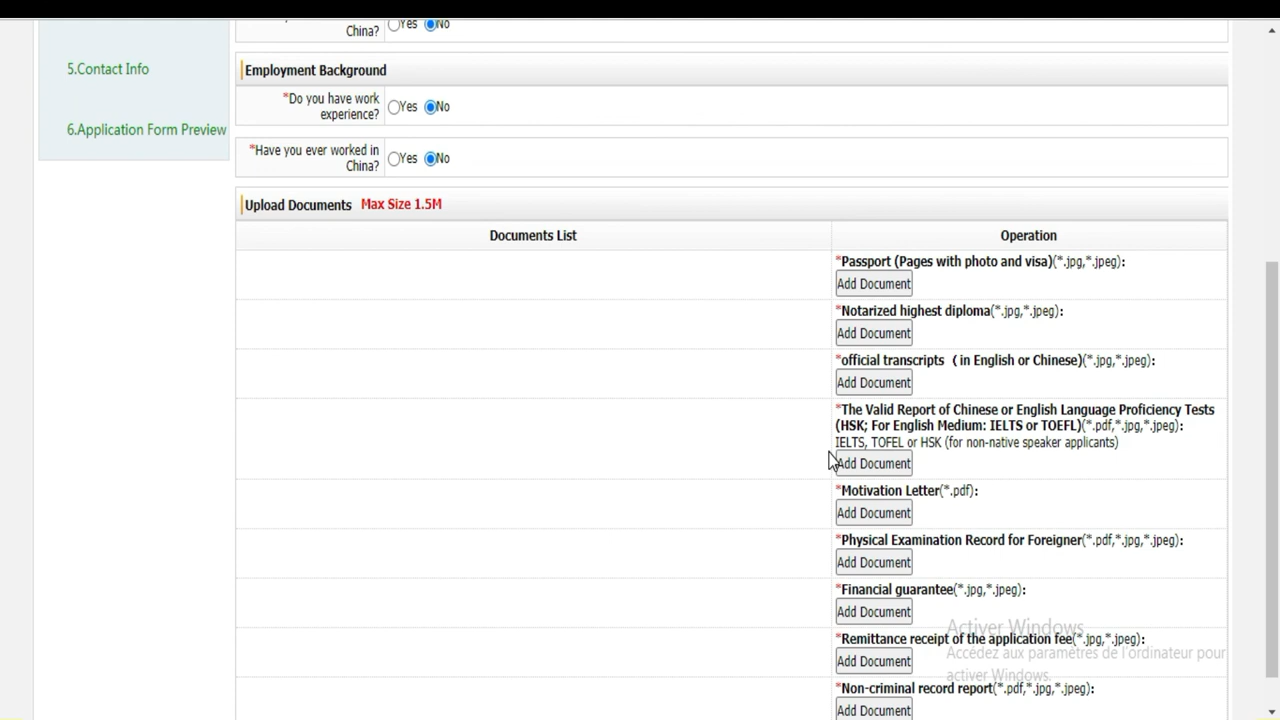 China?
Yes No
5.Contact Info
6.Application Form Preview
Employment Background
*Do you have work
experience?
Yes No
*Have you ever worked in
China?
Yes No
Upload Documents Max Size 1.5M
Documents List
Operation
*Passport (Pages with photo and visa)(*.jpg,*.jpeg):
Add Document
*Notarized highest diploma(*.jpg,*.jpeg):
Add Document
*official transcripts （in English or Chinese)(*.jpg,*.jpeg):
Add Document
*The Valid Report of Chinese or English Language Proficiency Tests
(HSK; For English Medium: IELTS or TOEFL)(*.pdf,*.jpg,*.jpeg):
IELTS, TOFEL or HSK (for non-native speaker applicants)
Add Document
*Motivation Letter(*.pdf):
Add Document
*Physical Examination Record for Foreigner(*.pdf,*.jpg,*.jpeg):
Add Document
*Financial guarantee(*.jpg,*.jpeg):
Add Document
*Remittance receipt of the application fee(*.jpg,*.jpeg):
Add Document
*Non-criminal record report(*.pdf,*.jpg,*.jpeg):
Add Document
Activer Windows
Accédez aux paramètres de l'ordinateur pour
activer Windows.